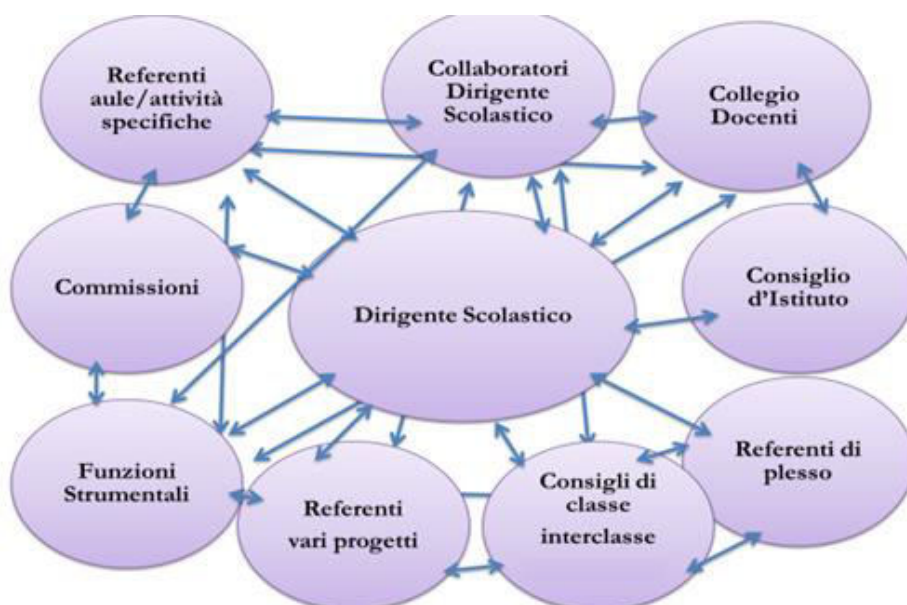 Referenti
aule/attività
specifiche
Collaboratori
Dirigente
Scolastico
Collegio
Docenti
Commissioni
Dirigente Scolastico
Consiglio
d'Istituto
Funzioni
Strumentali
Referenti
vari progetti
Consigli di
classe
interclasse
Referenti di
plesso